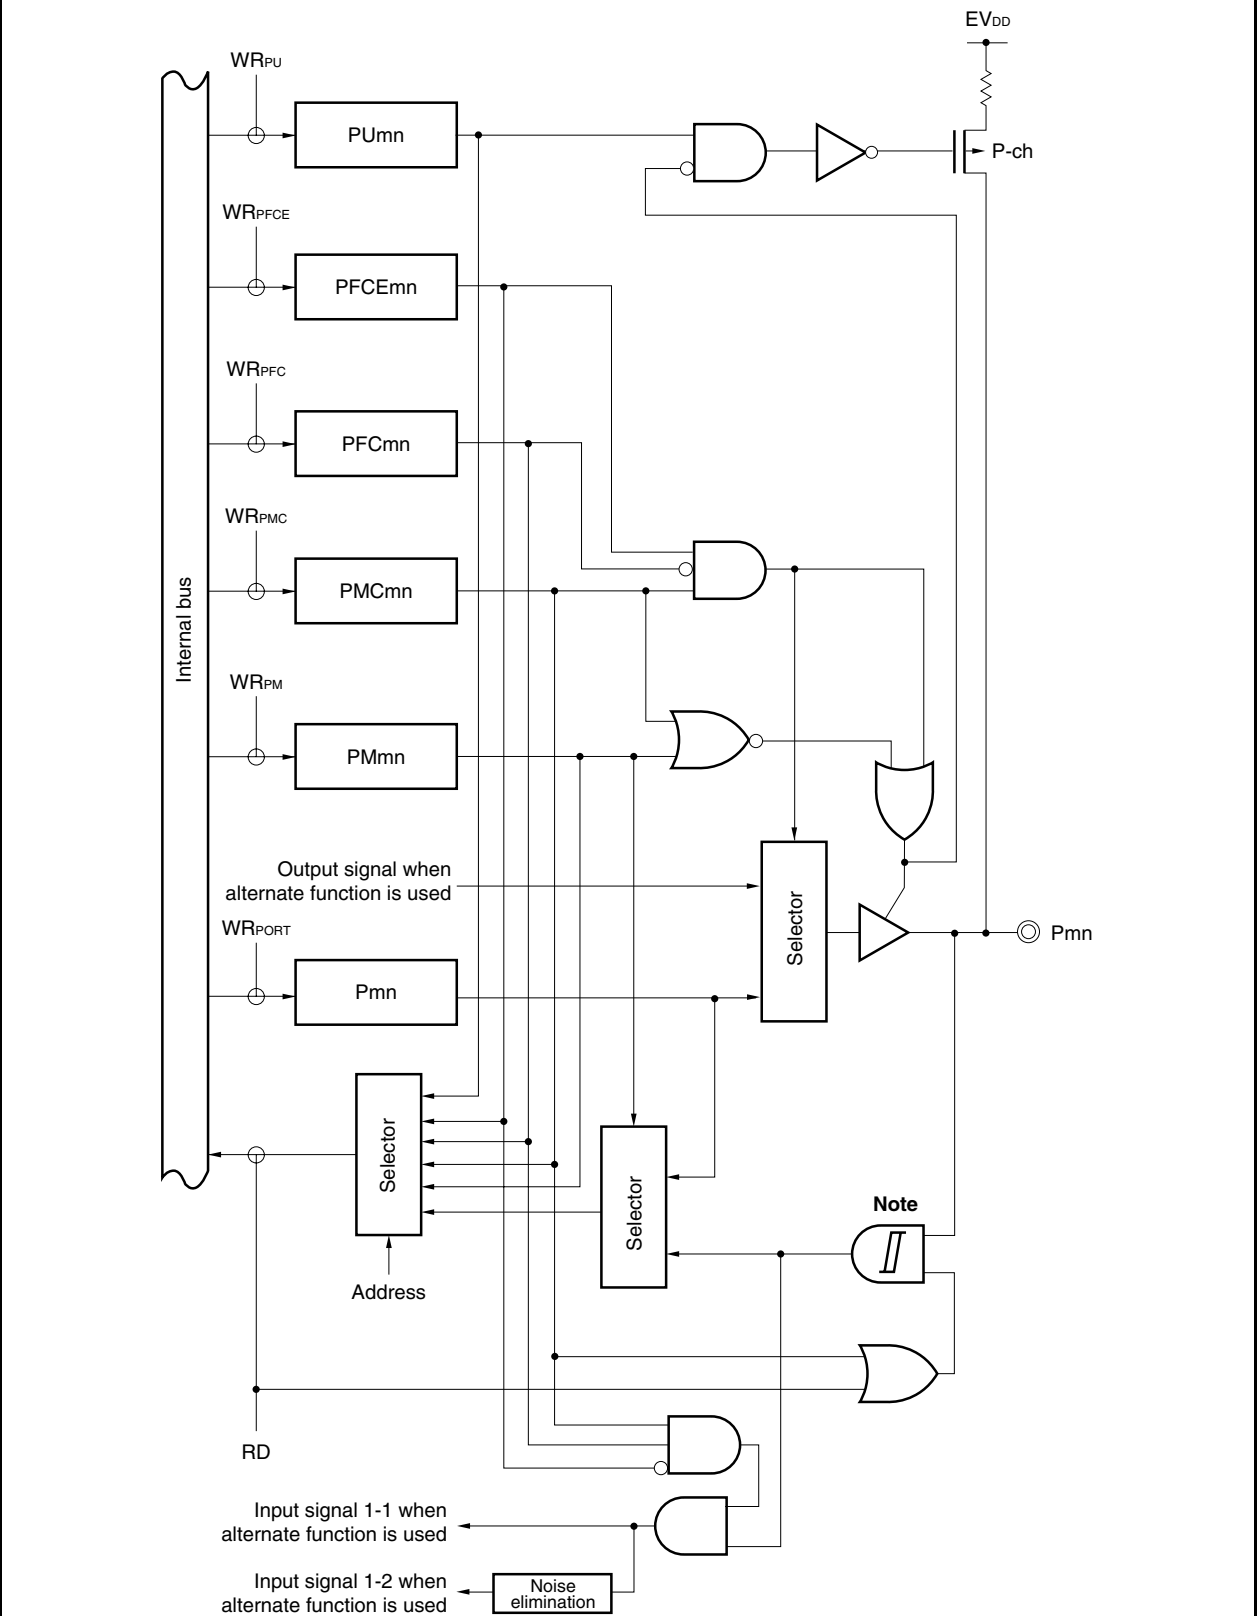 EVDD
WRPU
PUmn
P-ch
WRPFCE
PFCEmn
WRPFC
PFCmn
WRPMC
PMCmn
Internal bus
WRPM
PMmn
Output signal when
alternate function is used
Selector
WRPORT
Pmn
Pmn
Selector
Selector
Note
Address
RD
Input signal 1-1 when
alternate function is used
Input signal 1-2 when
alternate function is used
Noise
elimination